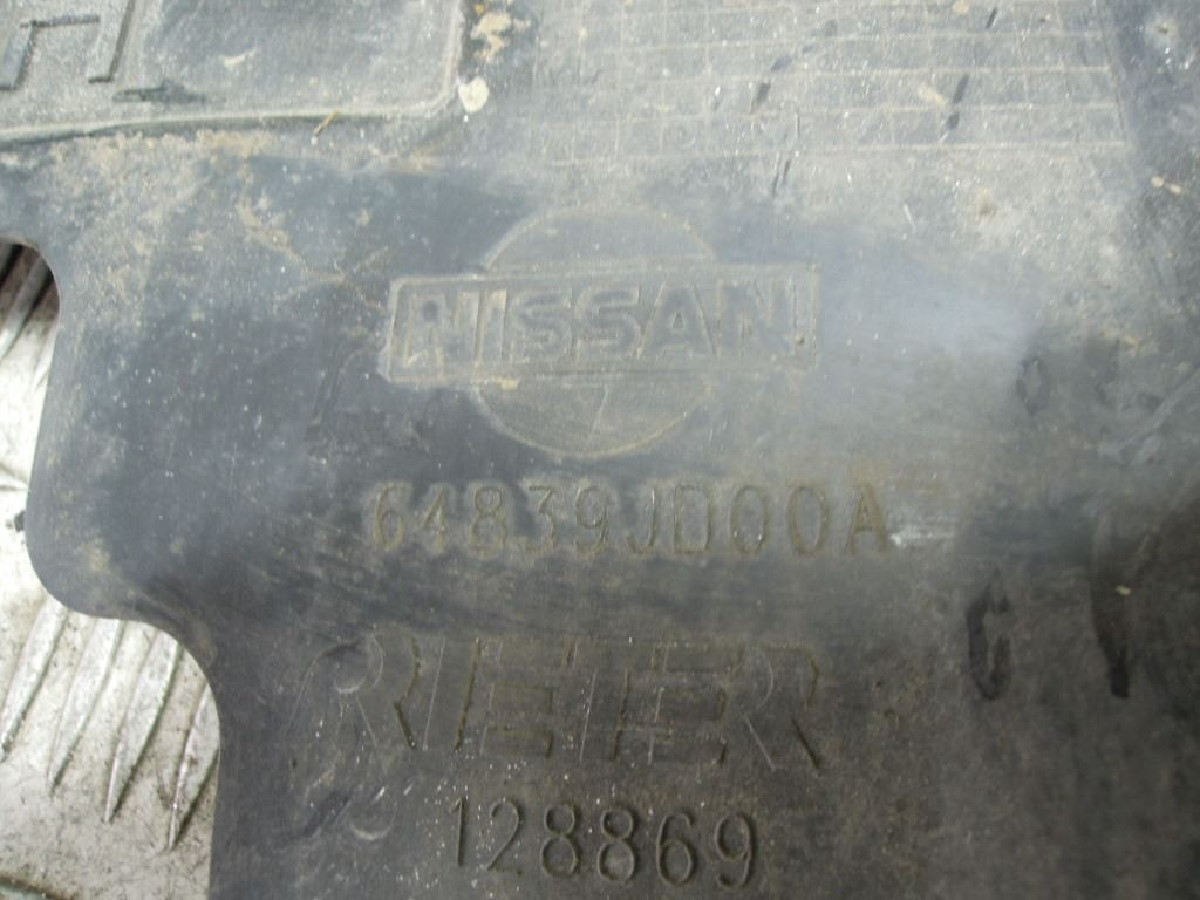 NISSAN
64839JD00A
RIETER
128869